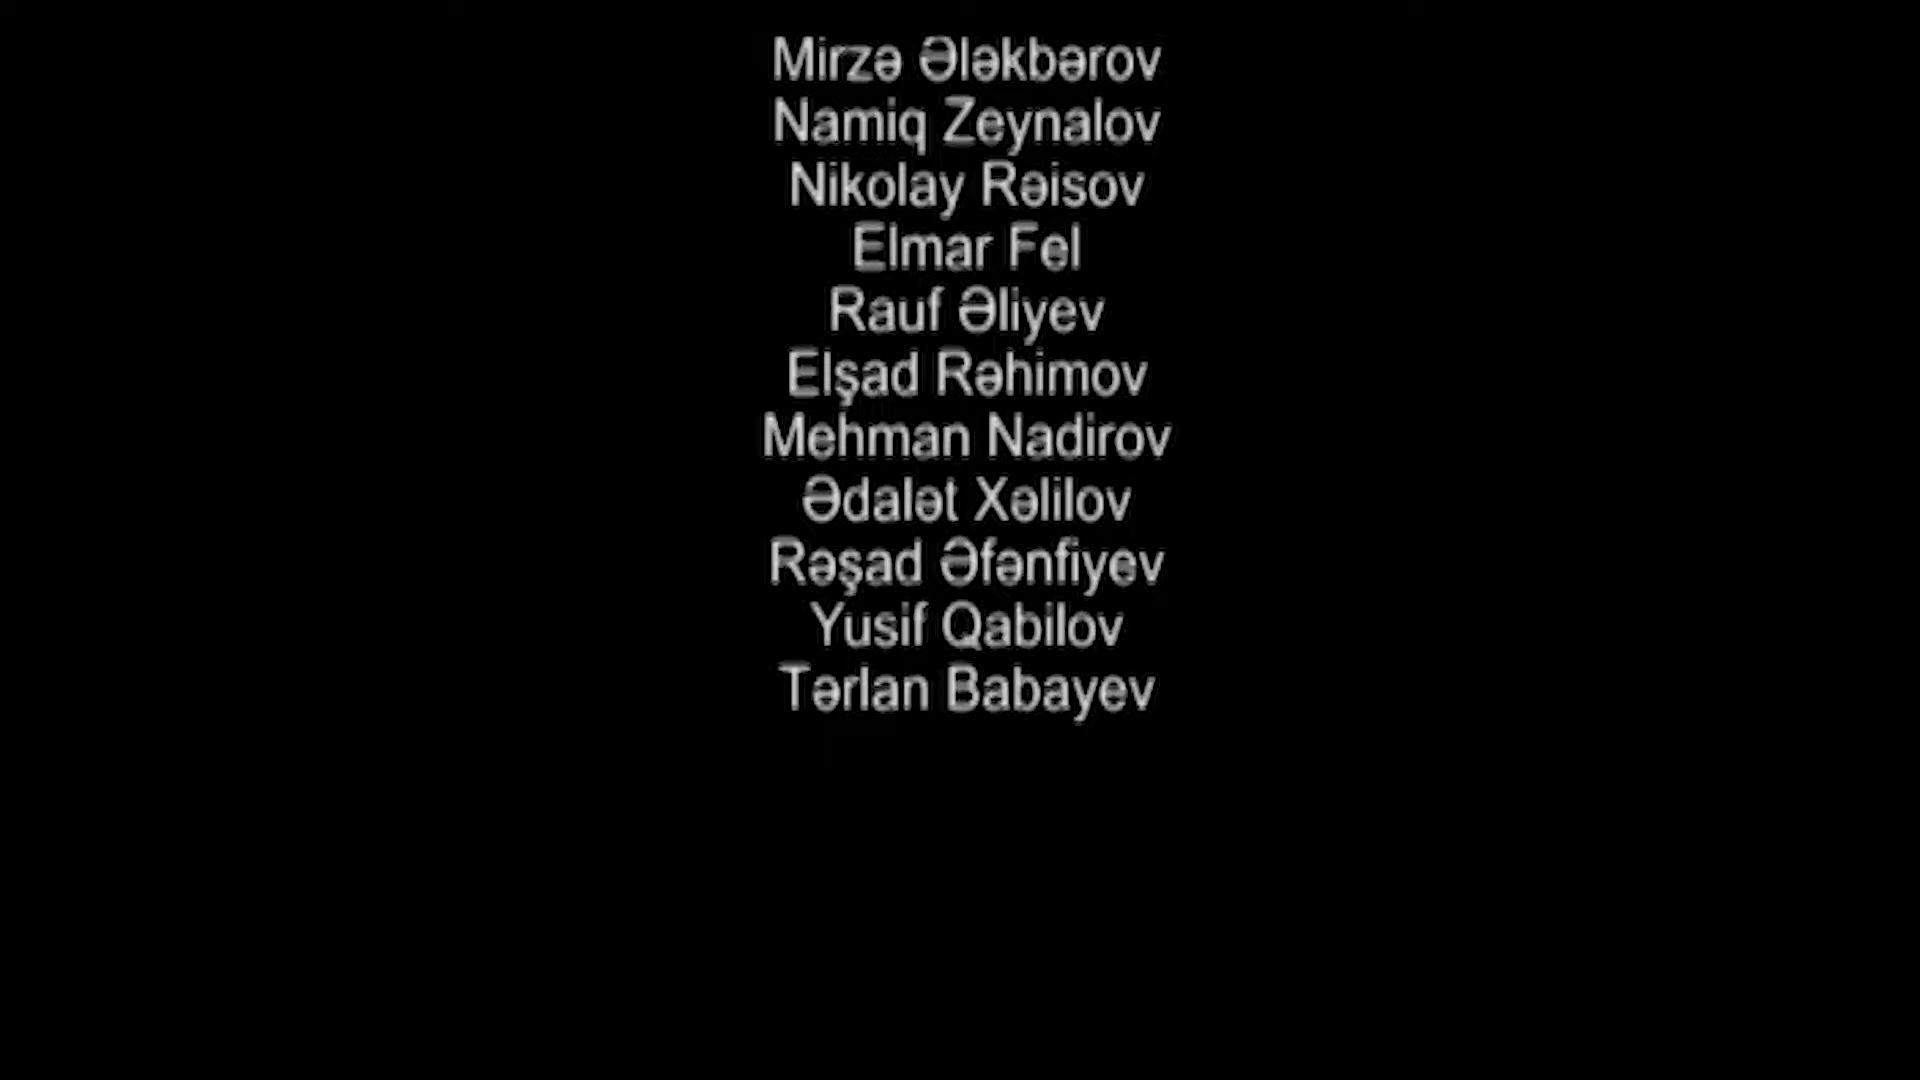 Mirzə Ələkbərov
Namiq Zeynalov
Nikolay Rəisov
Elmar Fel
Rauf Əliyev
Elşad Rəhimov
Mehman Nadirov
Ədalət Xəlilov
Rəşad Əfənfiyev
Yusif Qabilov
Tərlan Babayev